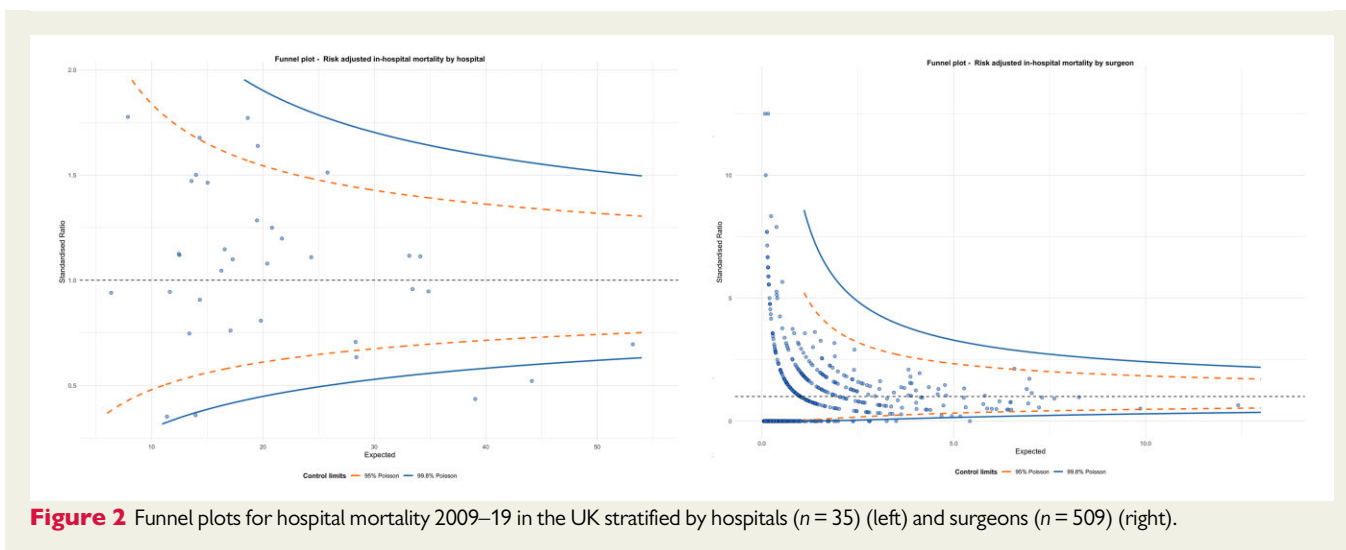 Funnel plot - Risk adjusted in-hospital mortality by hospital
2.0
1.5
1.0
0.5
Standardised Ratio
10 20 30 40 50
Expected
Control limits 95% Poisson 99.8% Poisson
Funnel plot - Risk adjusted in-hospital mortality by surgeon
10
5
0
Standardised Ratio
0.0 5.0 10.0
Expected
Control limits 95% Poisson 99.8% Poisson
Figure 2 Funnel plots for hospital mortality 2009–19 in the UK stratified by hospitals (n = 35) (left) and surgeons (n = 509) (right).